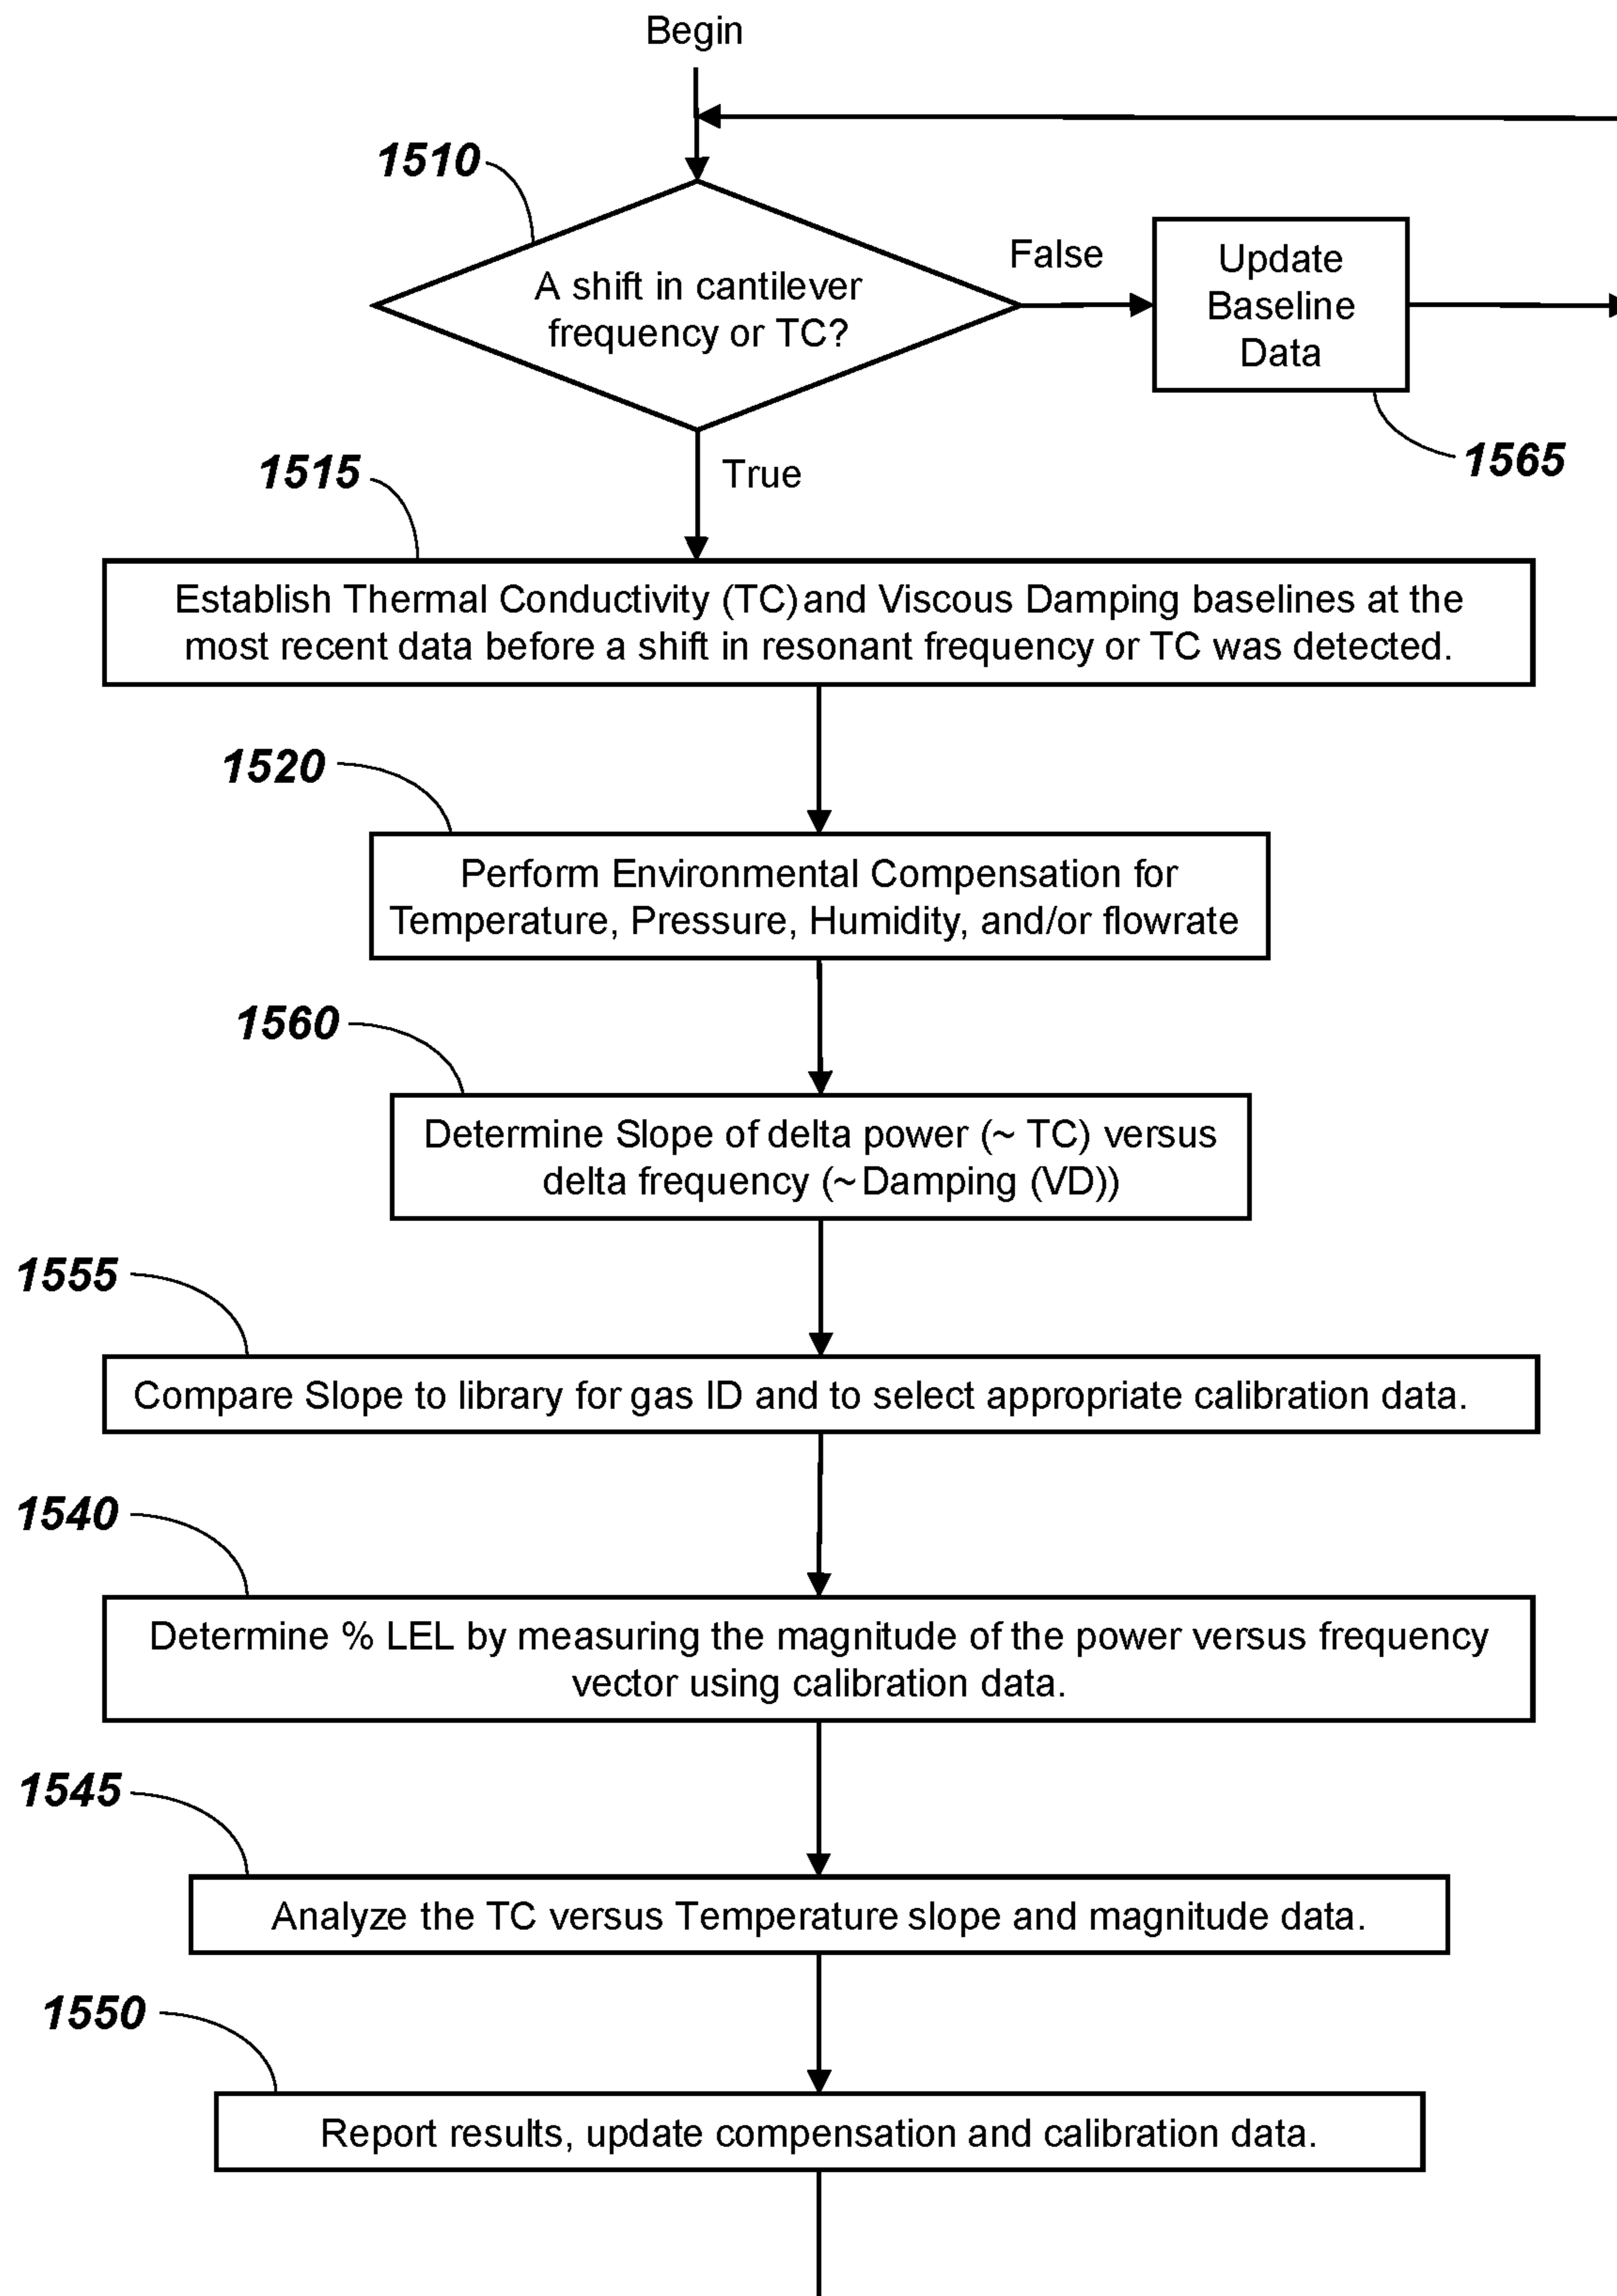 Begin
1510
A shift in cantilever
frequency or TC?
False
Update
Baseline
Data
1565
True
1515
Establish Thermal Conductivity (TC) and Viscous Damping baselines at the
most recent data before a shift in resonant frequency or TC was detected.
1520
Perform Environmental Compensation for
Temperature, Pressure, Humidity, and/or flowrate
1560
Determine Slope of delta power (~ TC) versus
delta frequency (~Damping (VD))
1555
Compare Slope to library for gas ID and to select appropriate calibration data.
1540
Determine % LEL by measuring the magnitude of the power versus frequency
vector using calibration data.
1545
Analyze the TC versus Temperature slope and magnitude data.
1550
Report results, update compensation and calibration data.